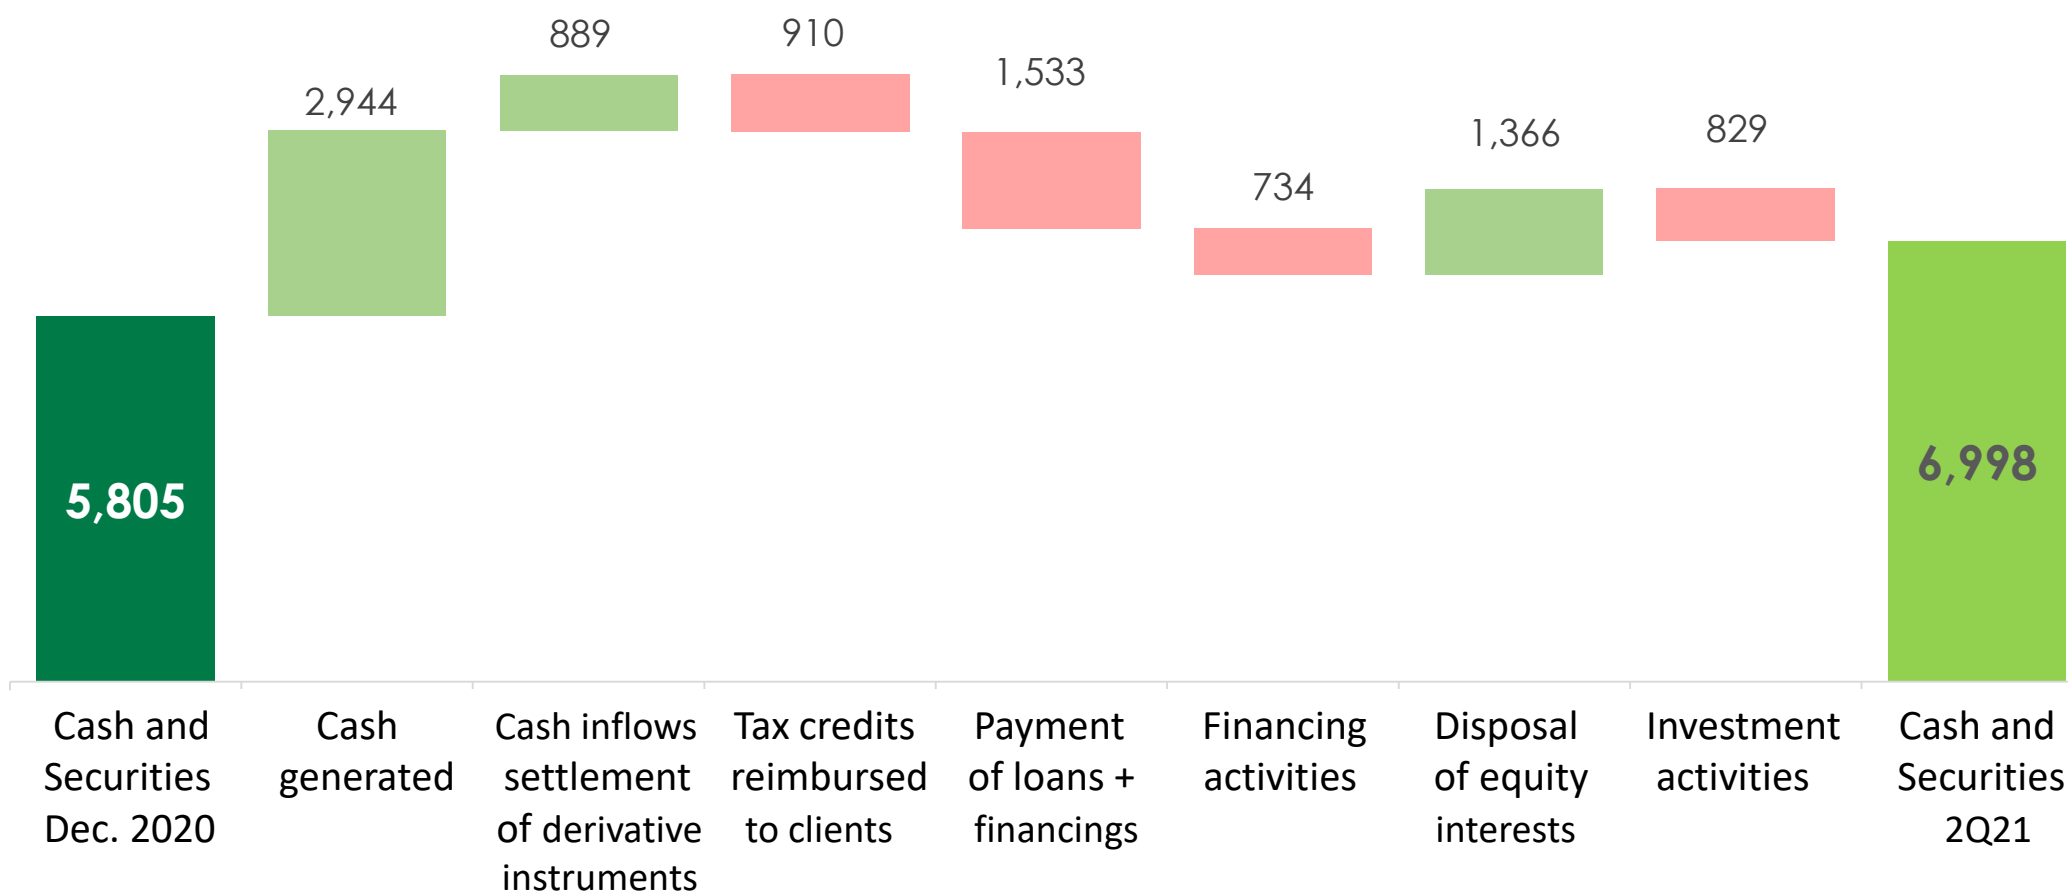 889
910
1,533
2,944
1,366
829
734
5,805
6,998
Cash and
Securities
Dec. 2020
Cash
generated
Cash inflows
settlement
of derivative
instruments
Tax credits
reimbursed
to clients
Payment
of loans +
financings
Financing
activities
Disposal
of equity
interests
Investment
activities
Cash and
Securities
2Q21